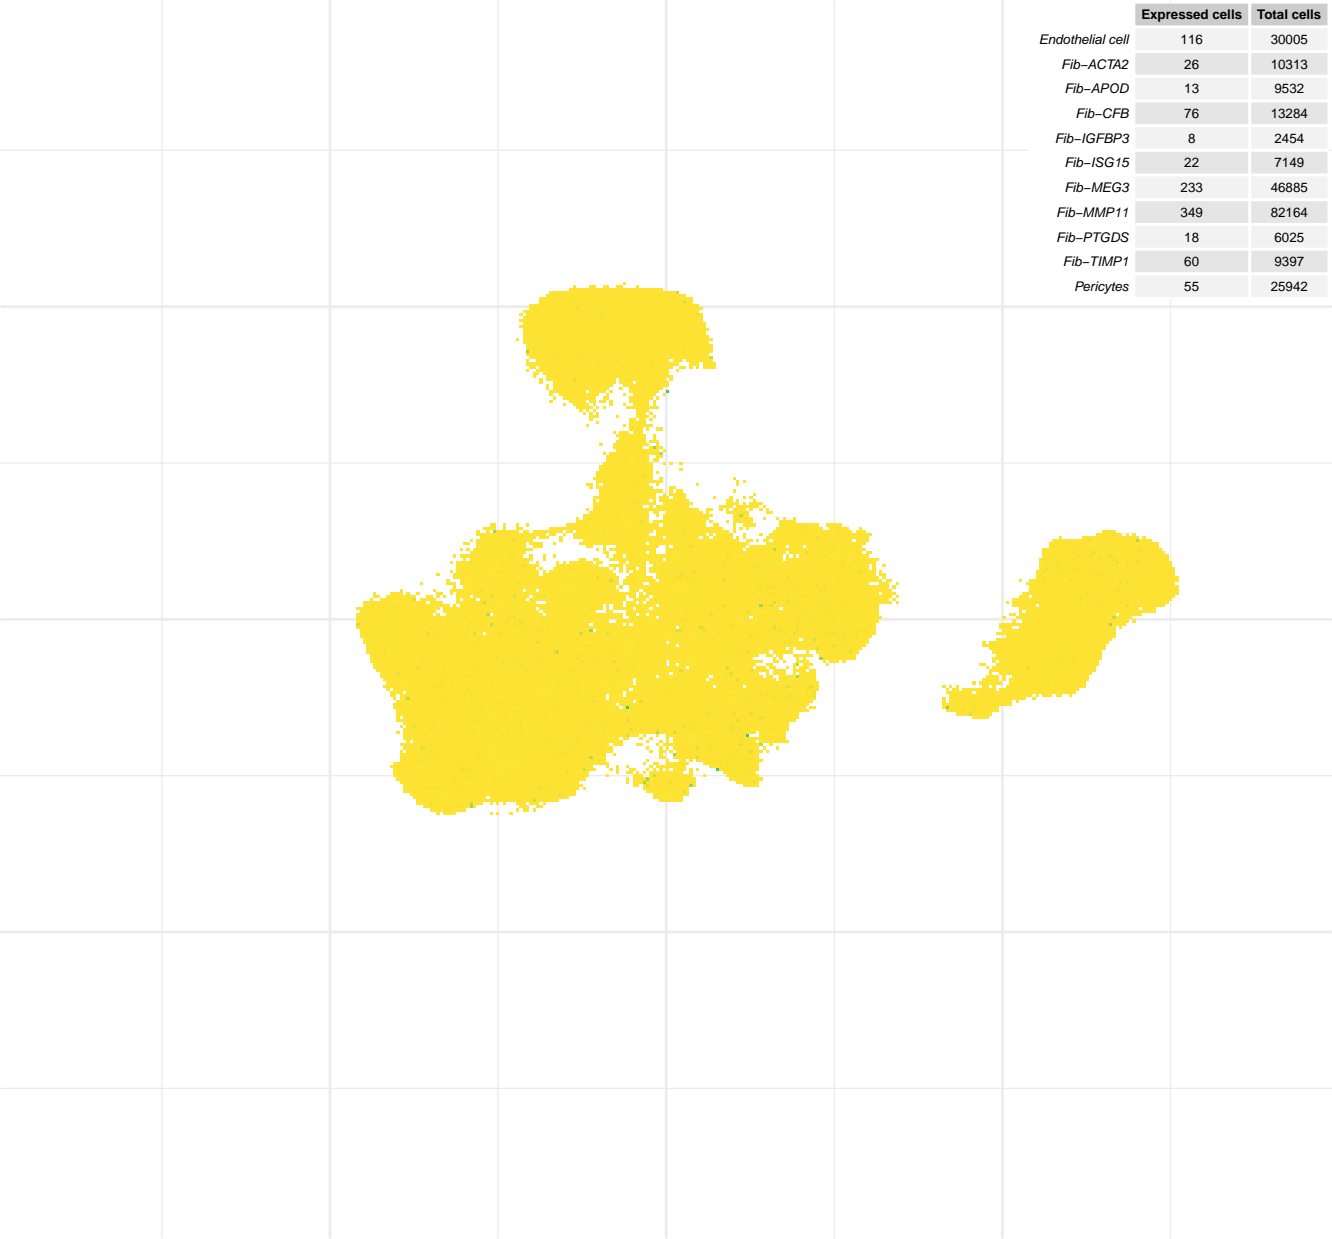 Expressed cells Total cells
Endothelial cell 116 30005
Fib−ACTA2 26 10313
Fib−APOD 13 9532
Fib−CFB 76 13284
Fib−IGFBP3 8 2454
Fib−ISG15 22 7149
Fib−MEG3 233 46885
Fib−MMP11 349 82164
Fib−PTGDS 18 6025
Fib−TIMP1 60 9397
Pericytes 55 25942